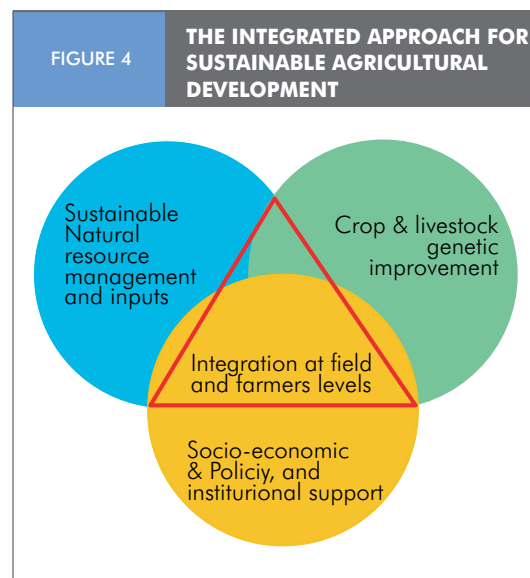 FIGURE 4
THE INTEGRATED APPROACH FOR
SUSTAINABLE AGRICULTURAL
DEVELOPMENT
Sustainable
Natural
resource
management
and inputs
Crop & livestock
genetic
improvement
Integration at field
and farmers levels
Socio-economic
& Policiy, and
institurional support